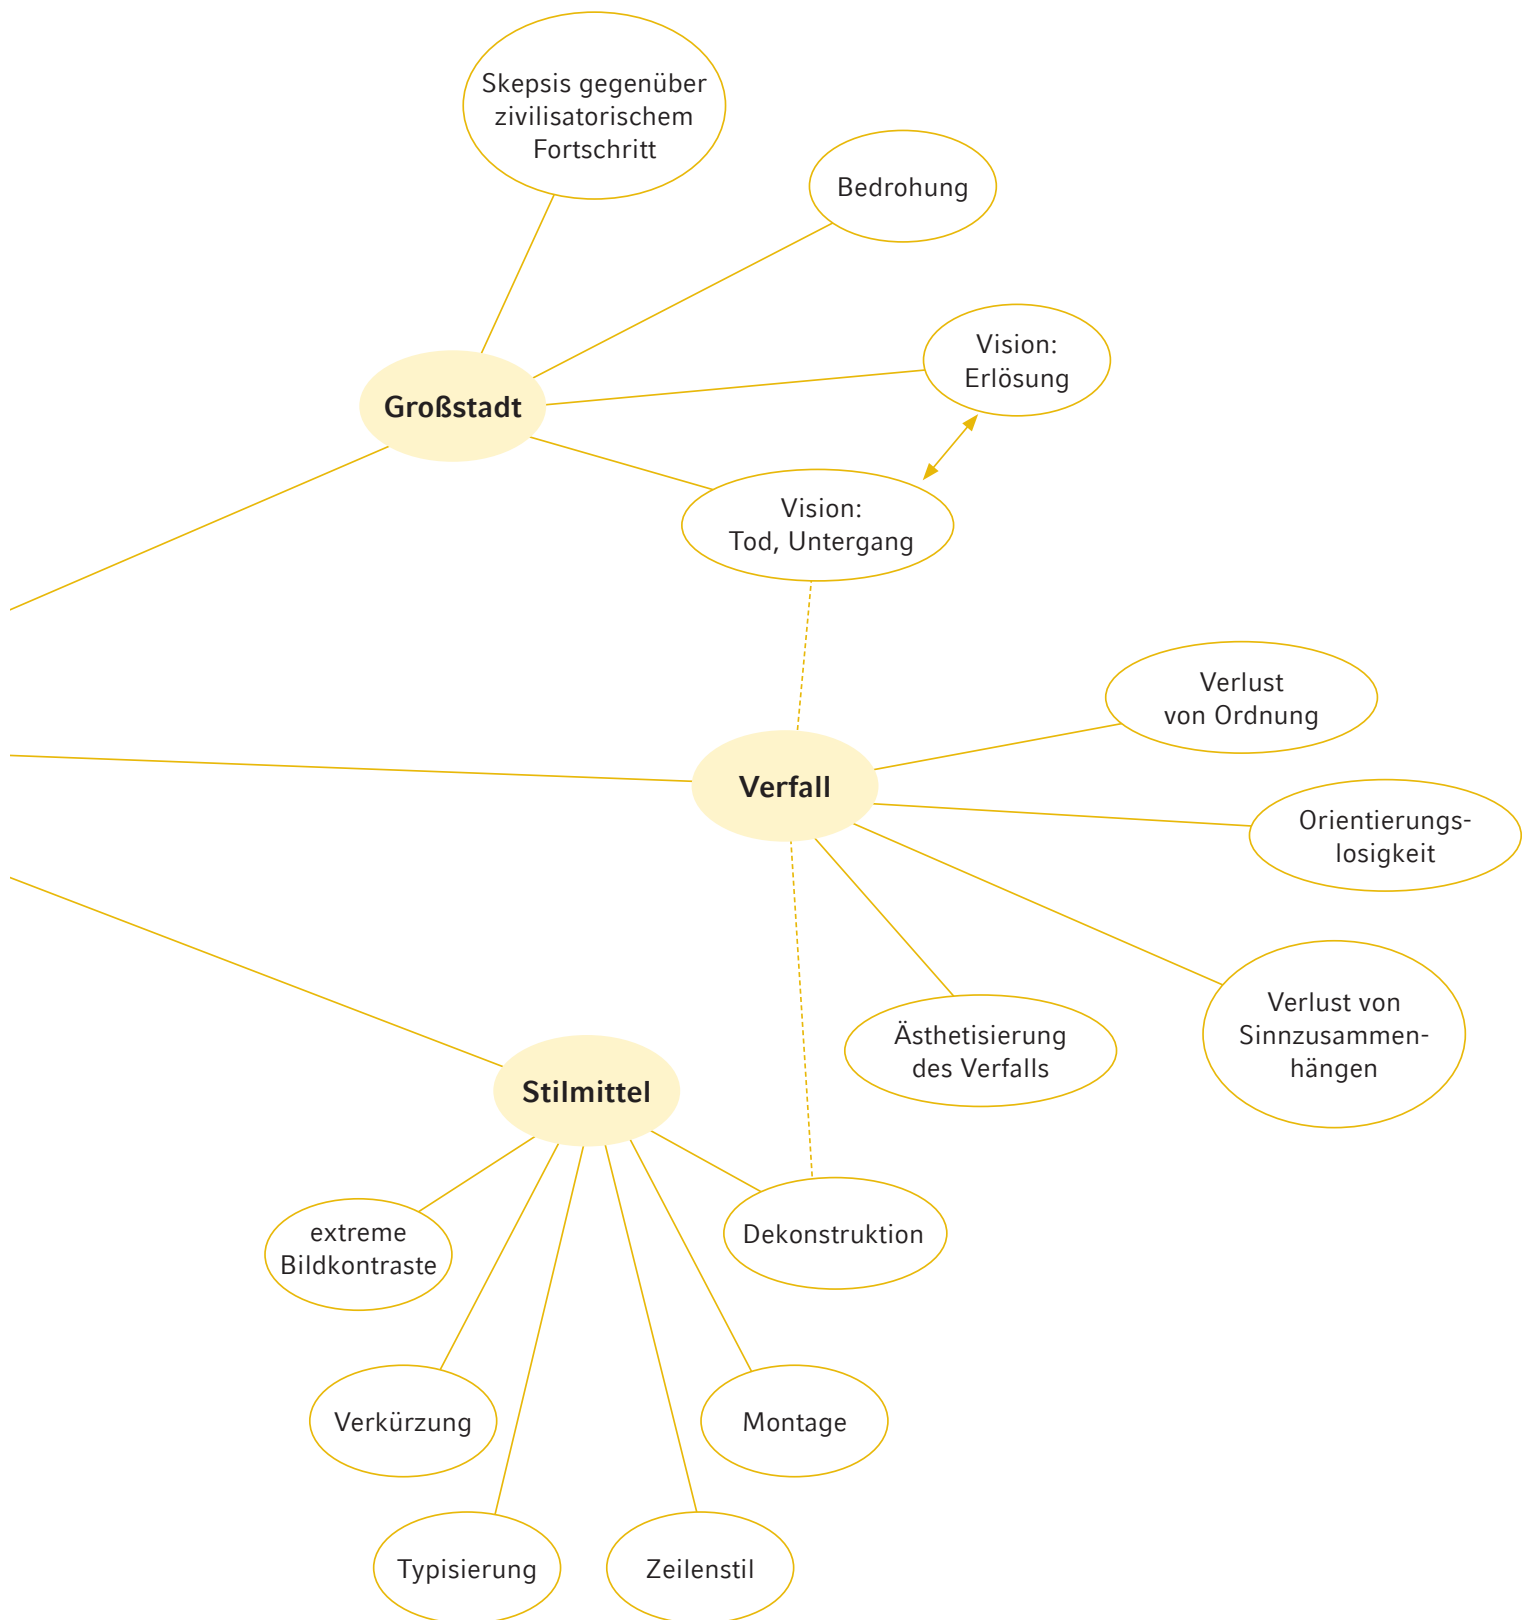 Skepsis gegenüber
zivilisatorischem
Fortschritt
Bedrohung
Vision:
Erlösung
Großstadt
Vision:
Tod, Untergang
Verlust
von Ordnung
Verfall
Orientierungs-
losigkeit
Verlust von
Sinnzusammen-
hängen
Ästhetisierung
des Verfalls
Stilmittel
extreme
Bildkontraste
Dekonstruktion
Verkürzung
Montage
Typisierung
Zeilenstil